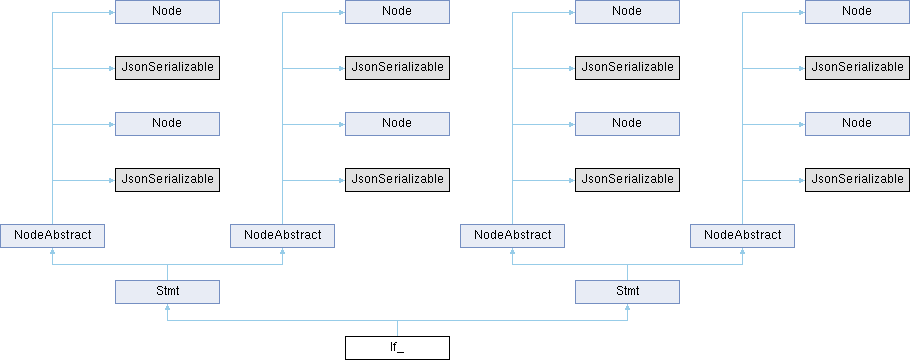 Node Node Node Node
JsonSerializable JsonSerializable JsonSerializable JsonSerializable
Node Node Node Node
JsonSerializable JsonSerializable JsonSerializable JsonSerializable
NodeAbstract NodeAbstract NodeAbstract NodeAbstract
Stmt Stmt
If_